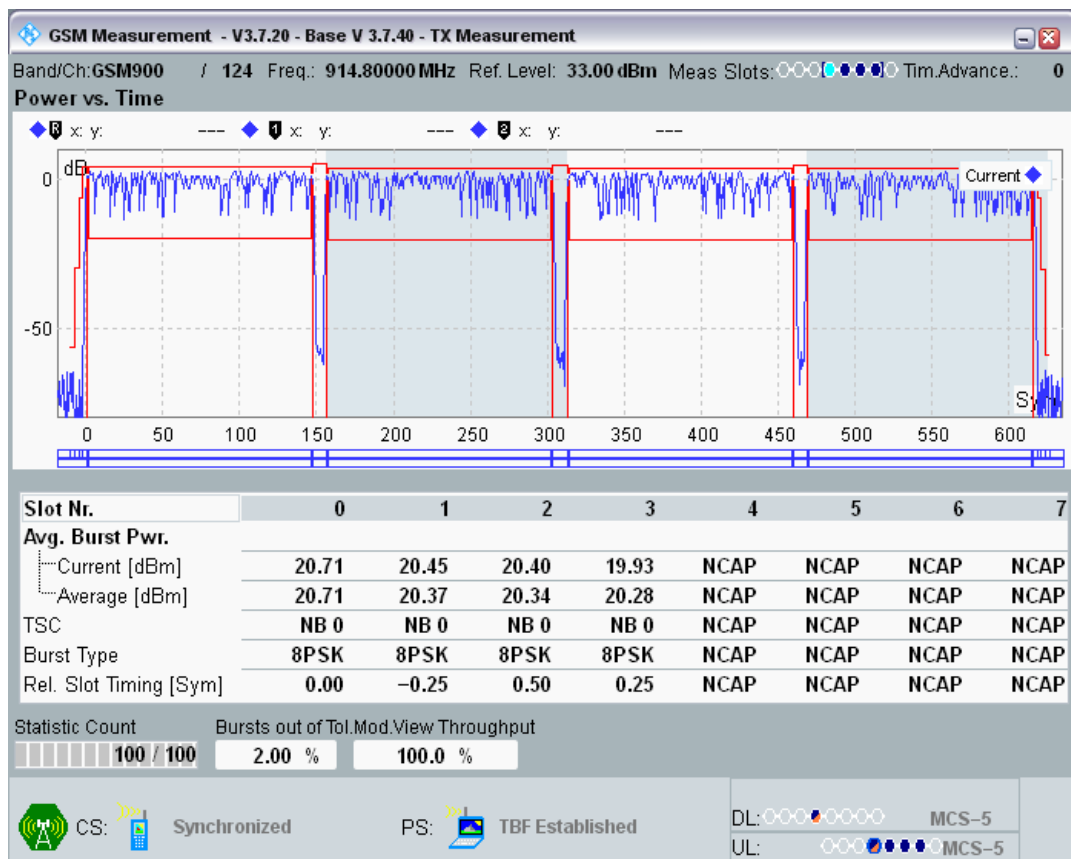 GSM Measurement - V3.7.20 - Base V 3.7.40 - TX Measurement
Band/Ch:GSM900 / 124 Freq.: 914.80000 MHz Ref. Level: 33.00 dBm Meas Slots: Tim.Advance.: 0
Power vs. Time
R x: y: --- 1 x: y: --- 2 x: y: ---
dB
Current
0
-50
Sym
0 50 100 150 200 250 300 350 400 450 500 550 600
Slot Nr. 0 1 2 3 4 5 6 7
Avg. Burst Pwr.
Current [dBm] 20.71 20.45 20.40 19.93 NCAP NCAP NCAP NCAP
Average [dBm] 20.71 20.37 20.34 20.28 NCAP NCAP NCAP NCAP
TSC NB 0 NB 0 NB 0 NB 0 NCAP NCAP NCAP NCAP
Burst Type 8PSK 8PSK 8PSK 8PSK NCAP NCAP NCAP NCAP
Rel. Slot Timing [Sym] 0.00 −0.25 0.50 0.25 NCAP NCAP NCAP NCAP
Statistic Count Bursts out of Tol.Mod.View Throughput
100 / 100 2.00 % 100.0 %
CS: Synchronized PS: TBF Established DL: MCS−5
UL: MCS−5